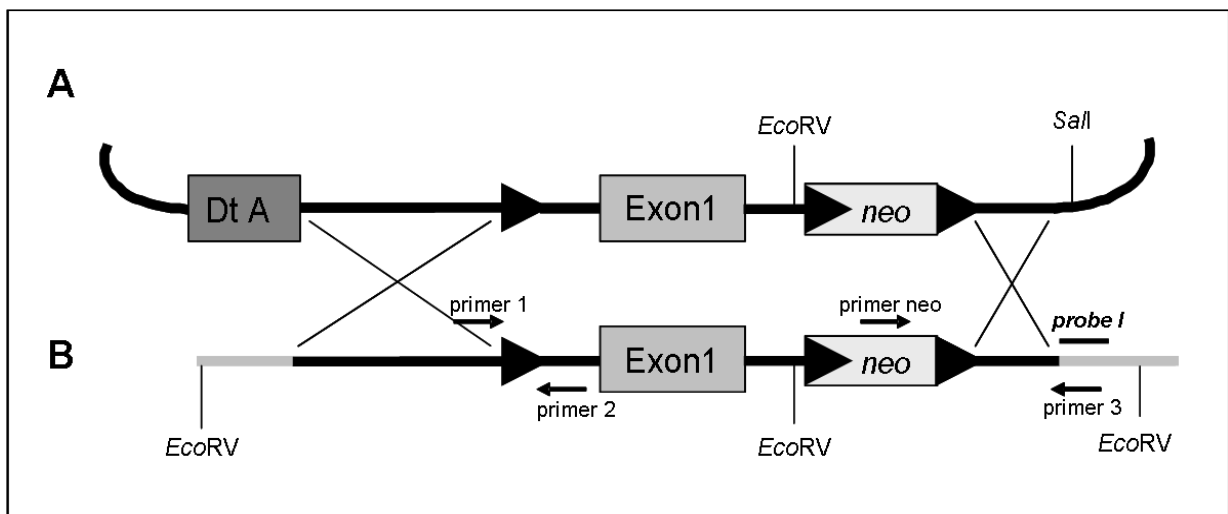 A
EcoRV
SalI
Dt A
Exon1
neo
primer 1
primer neo
probe I
B
Exon1
neo
primer 2
primer 3
EcoRV
EcoRV
EcoRV